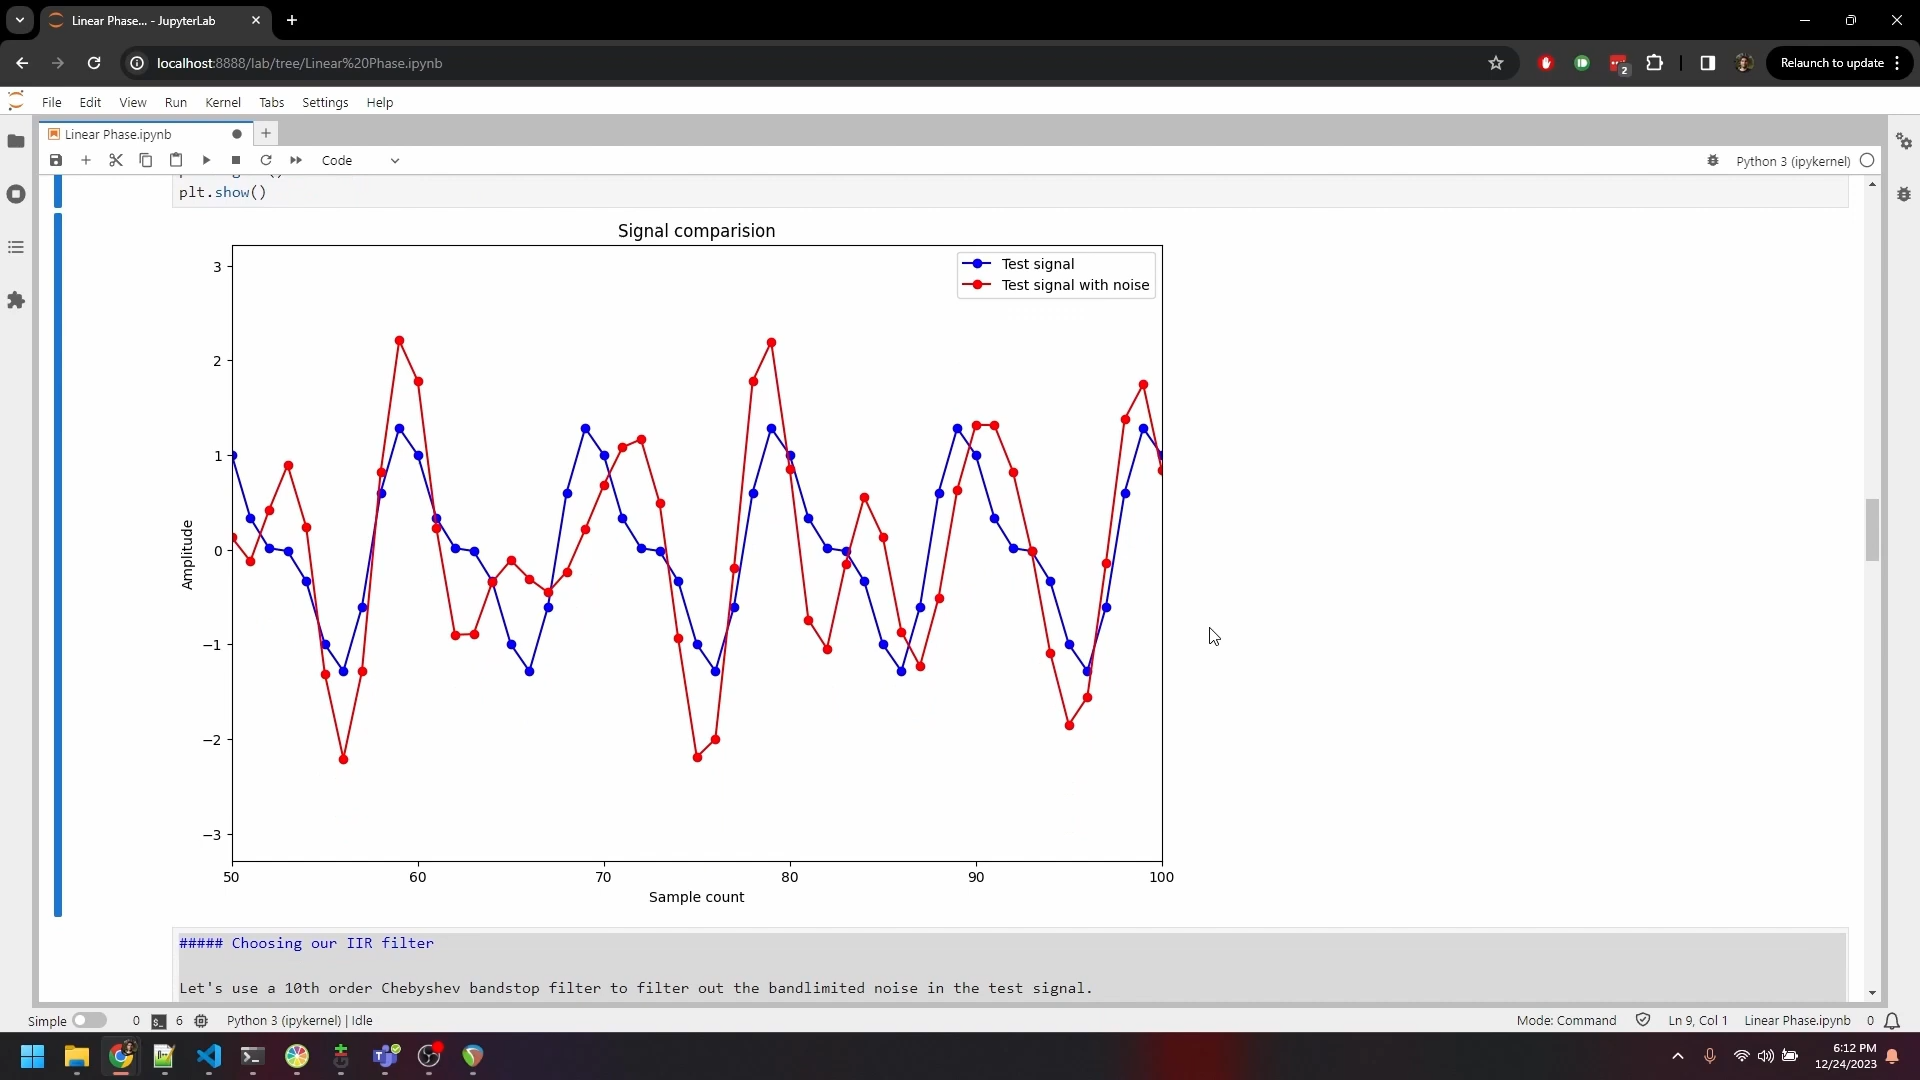 Linear Phase... - JupyterLab
localhost:8888/lab/tree/Linear%20Phase.ipynb
2
Relaunch to update
File Edit View Run Kernel Tabs Settings Help
Linear Phase.ipynb
Code
Python 3 (ipykernel)
plt.show()
Signal comparision
Test signal
Test signal with noise
3
2
1
0
−1
−2
−3
Amplitude
50 60 70 80 90 100
Sample count
##### Choosing our IIR filter
Let's use a 10th order Chebyshev bandstop filter to filter out the bandlimited noise in the test signal.
Simple 0 $_ 6 Python 3 (ipykernel) | Idle Mode: Command Ln 9, Col 1 Linear Phase.ipynb 0
6:12 PM
12/24/2023